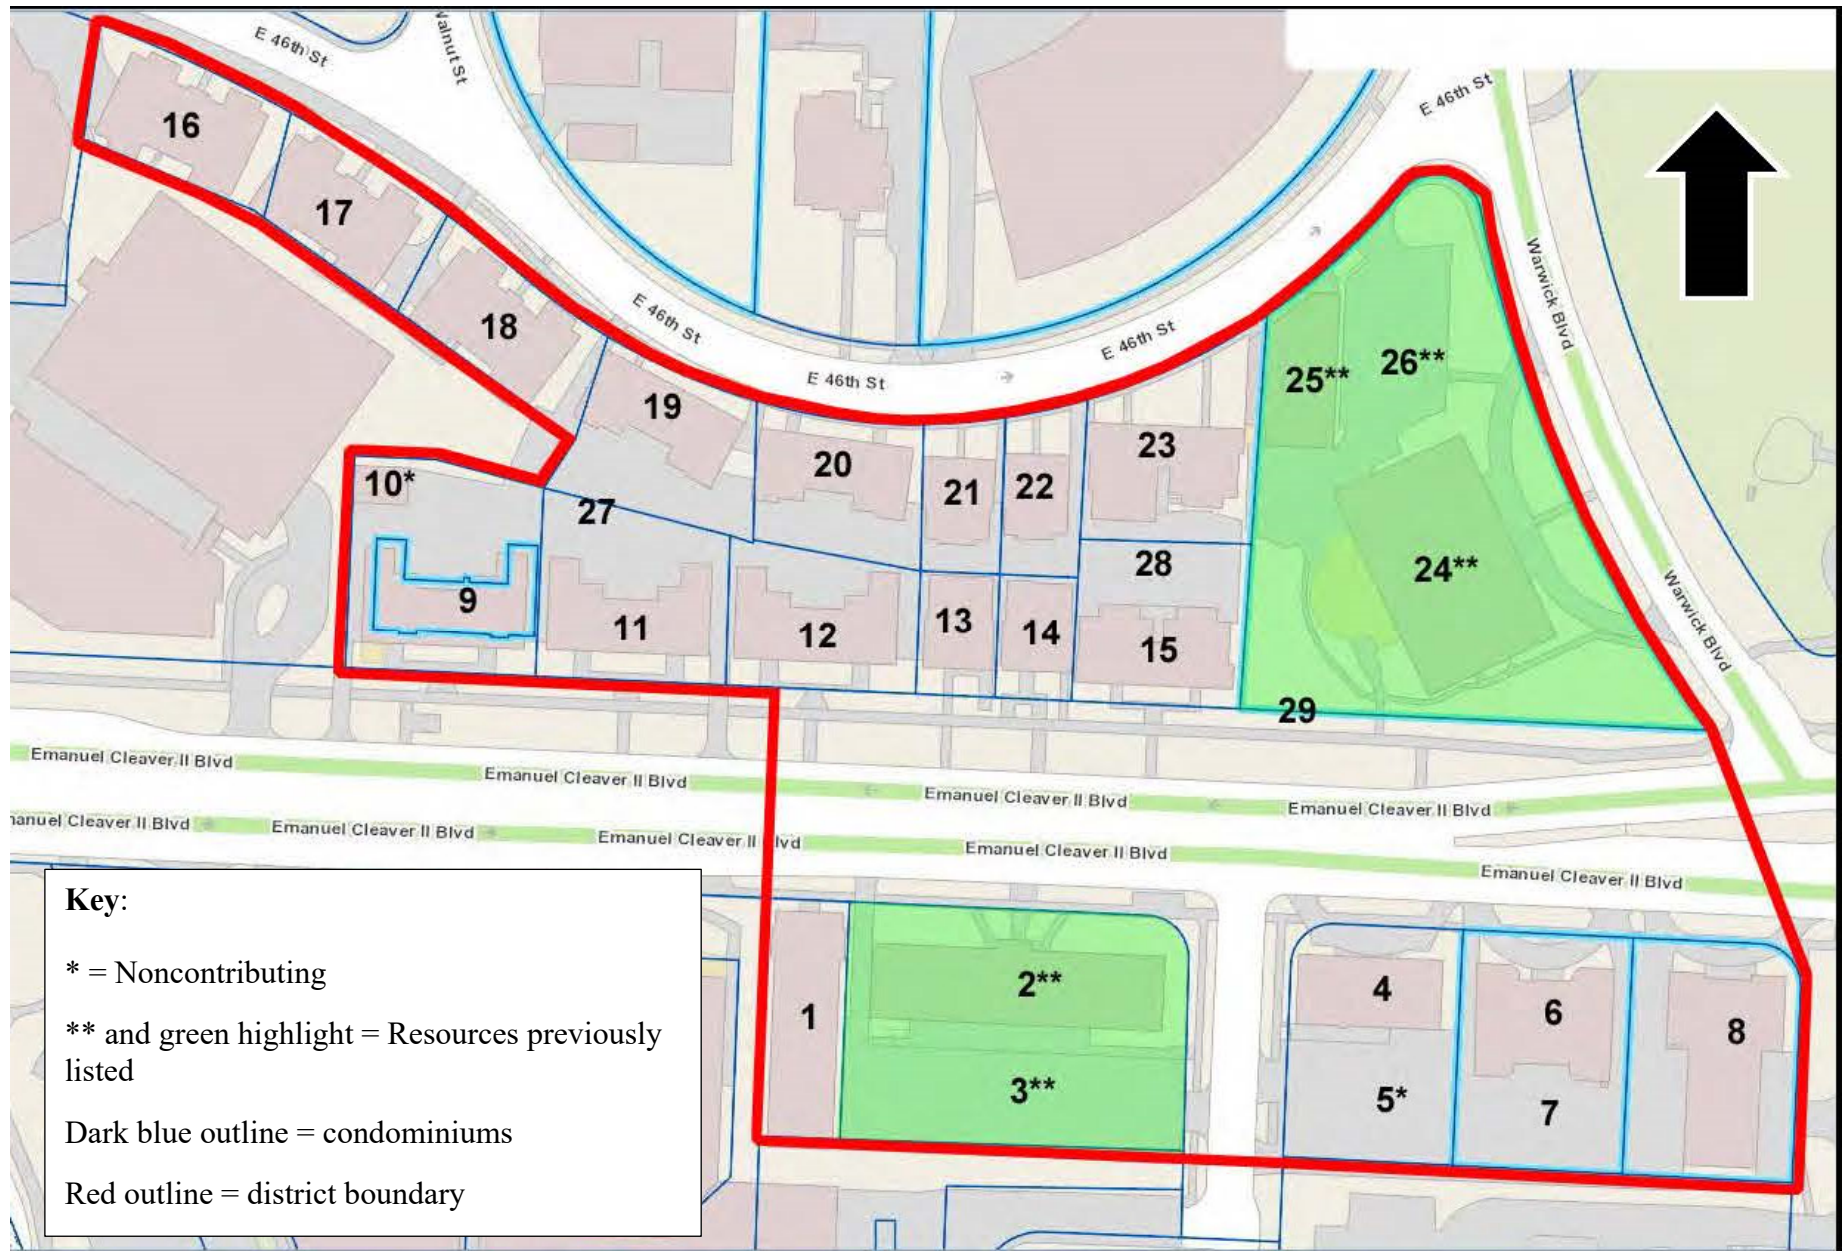 E 46th St
Walnut St
E 46th St
16
17
18
E 46th St
E 46th St
E 46th St
Warwick Blvd
25**
26**
19
20
23
10*
21
22
27
28
24**
9
11
12
13
14
15
Warwick Blvd
29
Emanuel Cleaver II Blvd
Emanuel Cleaver II Blvd
Emanuel Cleaver II Blvd
Emanuel Cleaver II Blvd
anuel Cleaver II Blvd
Emanuel Cleaver II Blvd
Emanuel Cleaver II Blvd
Emanuel Cleaver II Blvd
Emanuel Cleaver II Blvd
1
2**
3**
4
5*
6
7
8
Key:
* = Noncontributing
** and green highlight = Resources previously
listed
Dark blue outline = condominiums
Red outline = district boundary